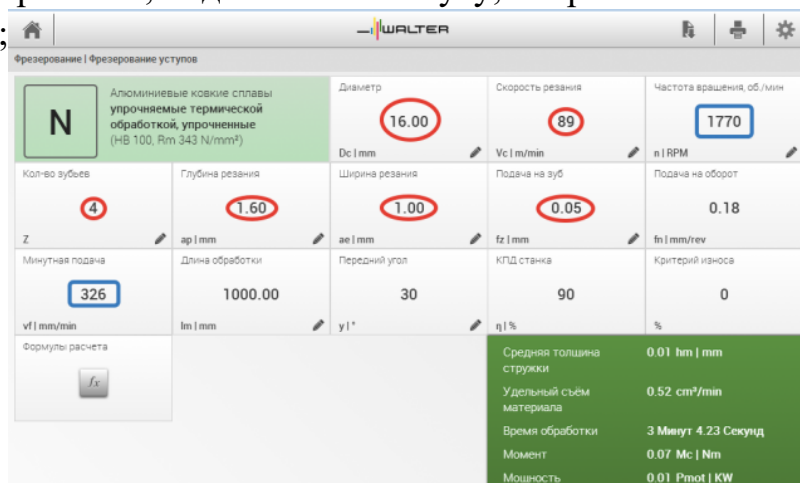 ;
WALTER
Фрезерование | Фрезерование уступов
N
Алюминиевые ковкие сплавы
упрочняемые термической
обработкой, упрочненные
(HB 100, Rm 343 N/mm²)
Диаметр
16.00
Dc | mm
Скорость резания
89
Vc | m/min
Частота вращения, об./мин
1770
n | RPM
Кол-во зубьев
4
Z
Глубина резания
1.60
ap | mm
Ширина резания
1.00
ae | mm
Подача на зуб
0.05
fz | mm
Подача на оборот
0.18
fn | mm/rev
Минутная подача
326
vf | mm/min
Длина обработки
1000.00
lm | mm
Передний угол
30
γ | °
КПД станка
90
η | %
Критерий износа
0
%
Формулы расчета
fx
Средняя толщина
стружки
0.01 hm | mm
Удельный съём
материала
0.52 cm³/min
Время обработки
3 Минут 4.23 Секунд
Момент
0.07 Mc | Nm
Мощность
0.01 Pmot | KW